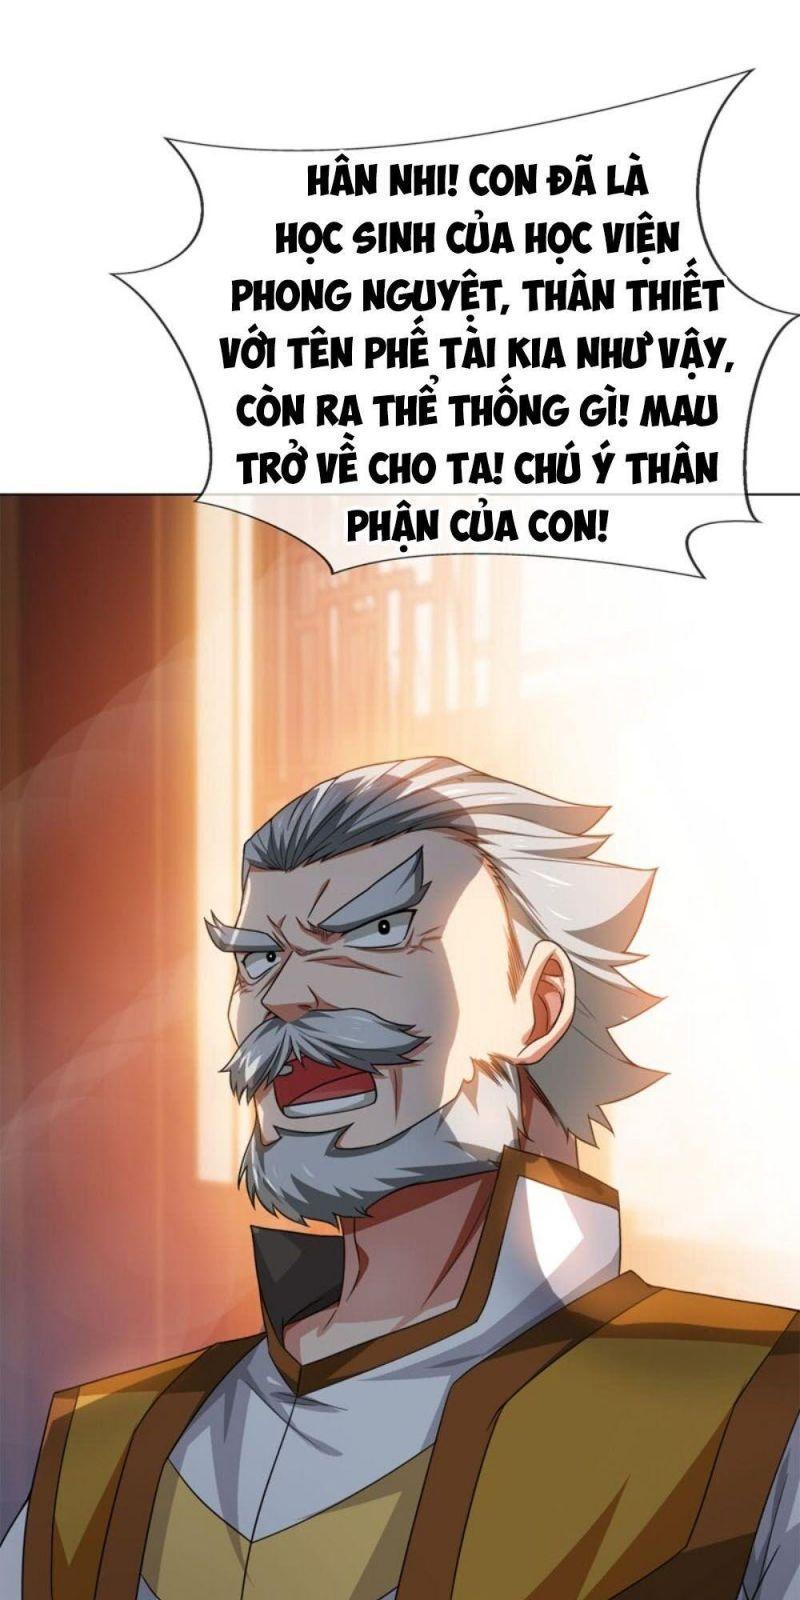 HÂN NHI! CON ĐÃ LÀ
HỌC SINH CỦA HỌC VIỆN
PHONG NGUYỆT, THÂN THIẾT
VỚI TÊN PHẾ TÀI KIA NHƯ VẬY,
CÒN RA THỂ THỐNG GÌ! MAU
TRỞ VỀ CHO TA! CHÚ Ý THÂN
PHẬN CỦA CON!